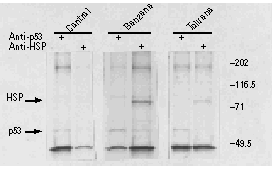 Control Benzene Toluene
Anti-p53 + + +
Anti-HSP + + +
-202
-116.5
HSP
-71
p53
-49.5